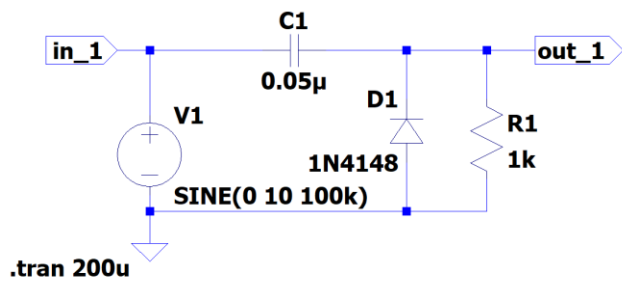 C1
in_1
out_1
0.05µ
D1
V1
R1
1N4148
1k
SINE(0 10 100k)
.tran 200u